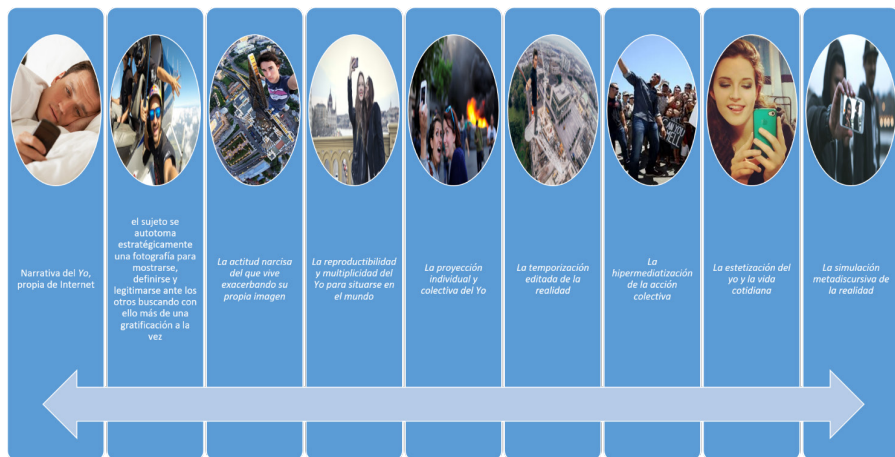 Narrativa del Yo,
propia de Internet
el sujeto se
autotoma
estratégicamente
una fotografía para
mostrarse,
definirse y
legitimarse ante los
otros buscando con
ello más de una
gratificación a la
vez
La actitud narcisa
del que vive
exacerbando su
propia imagen
La reproductibilidad
y multiplicidad del
Yo para situarse en
el mundo
La proyección
individual y
colectiva del Yo
La temporización
editada de la
realidad
La
hipermediatización
de la acción
colectiva
La estetización del
yo y la vida
cotidiana
La simulación
metadiscursiva de
la realidad